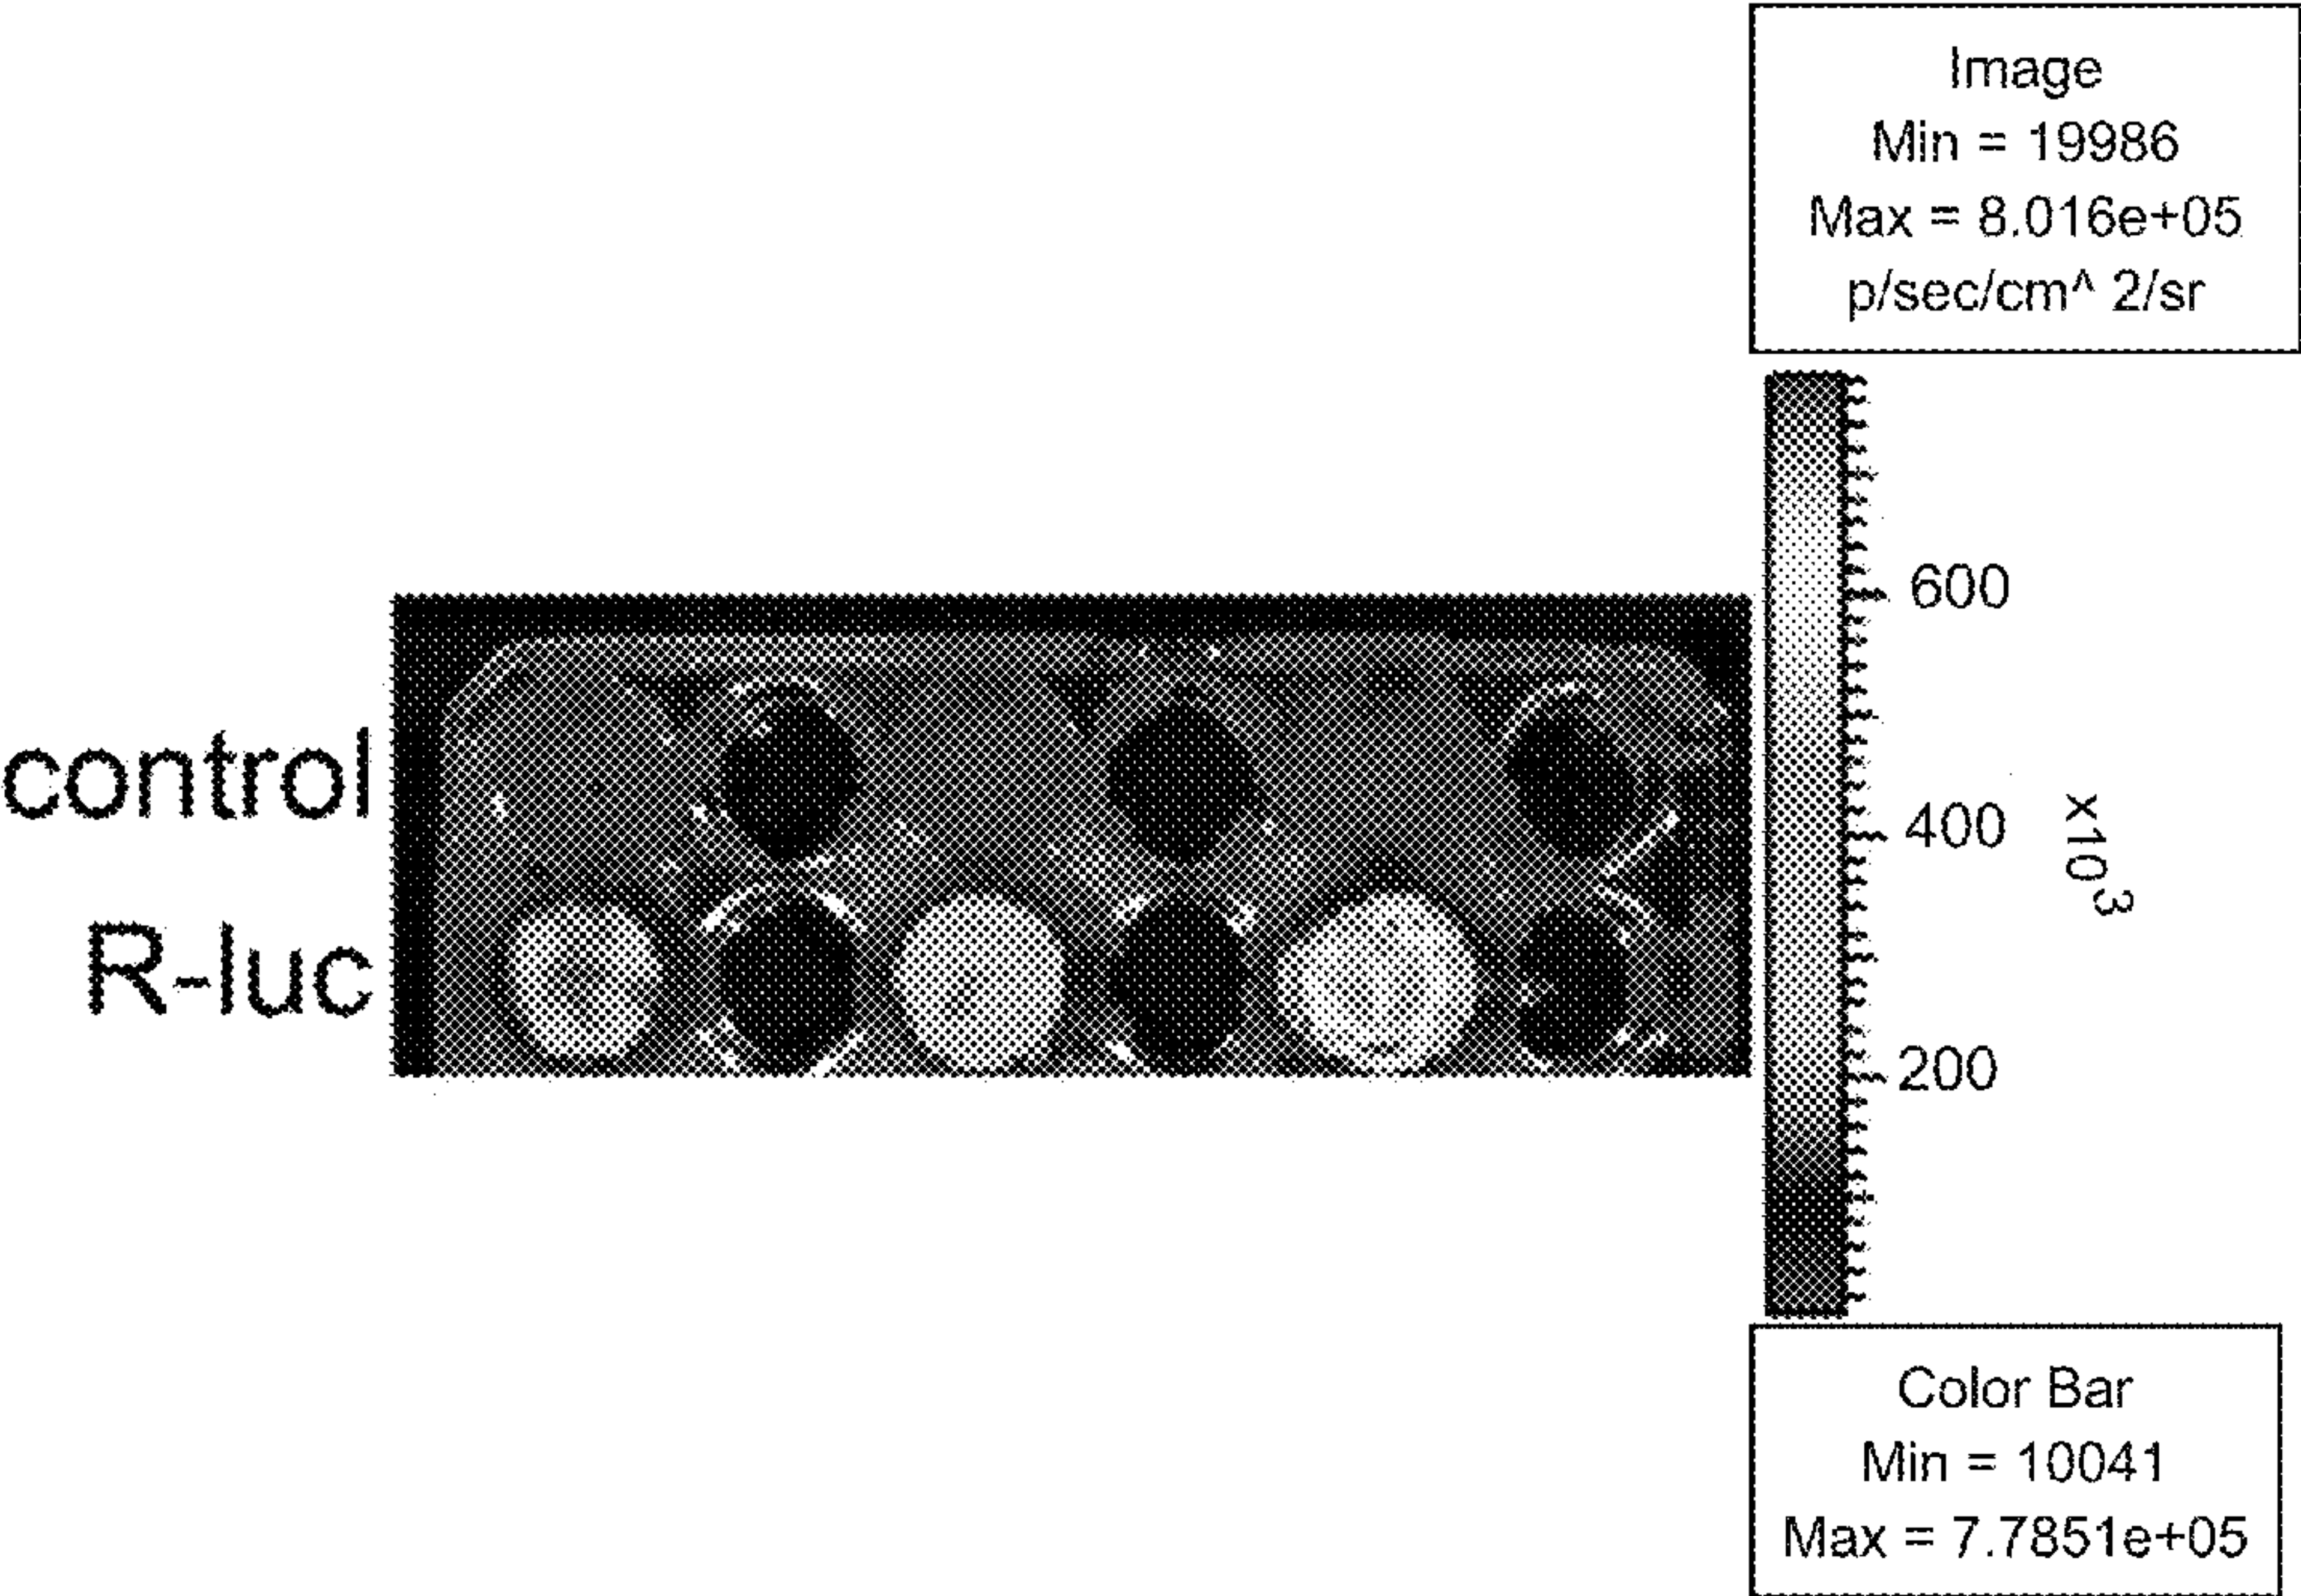 Image
Min = 19986
Max = 8.016e+05
p/sec/cm^ 2/sr
600
control
400
x10^3
R-luc
200
Color Bar
Min = 10041
Max = 7.7851e+05